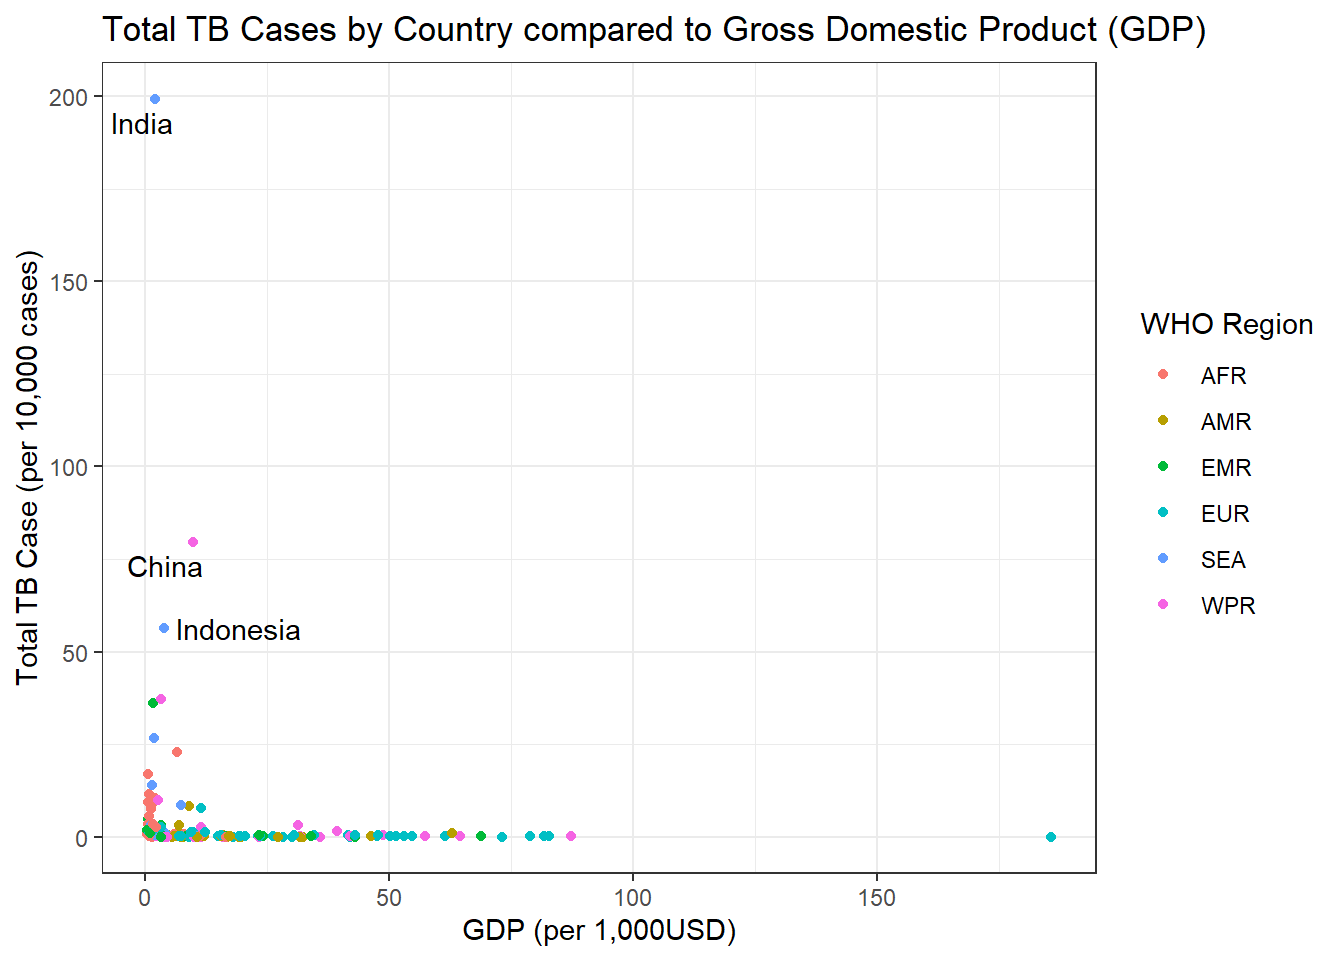 Total TB Cases by Country compared to Gross Domestic Product (GDP)
Total TB Case (per 10,000 cases)
200
150
100
50
0
India
China
Indonesia
0 50 100 150
GDP (per 1,000USD)
WHO Region
AFR
AMR
EMR
EUR
SEA
WPR